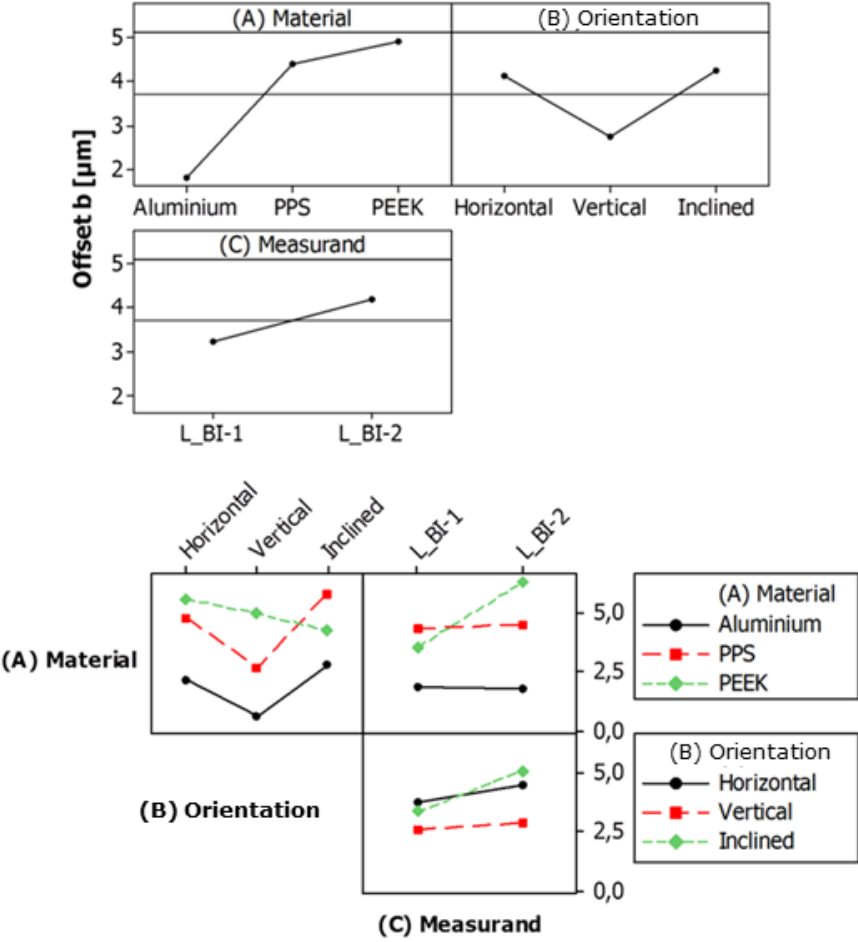 (A) Material (B) Orientation
5
4
3
2
Offset b [µm]
Aluminium PPS PEEK Horizontal Vertical Inclined
(C) Measurand
5
4
3
2
L_BI-1 L_BI-2
Horizontal Vertical Inclined L_BI-1 L_BI-2
(A) Material
5,0
2,5
0,0
(A) Material
Aluminium
PPS
PEEK
(B) Orientation
5,0
2,5
0,0
(B) Orientation
Horizontal
Vertical
Inclined
(C) Measurand